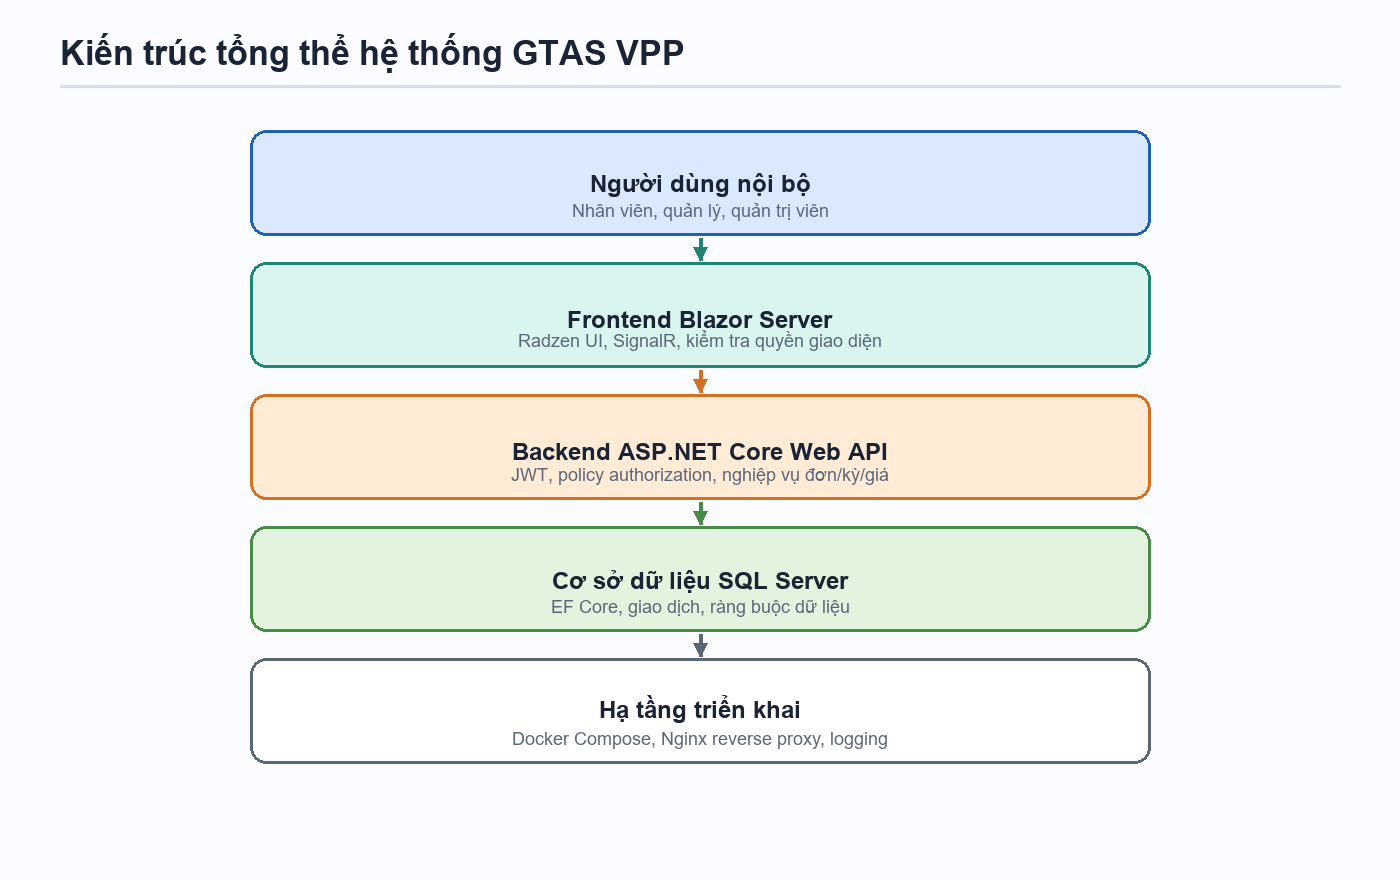 Kiến trúc tổng thể hệ thống GTAS VPP
Người dùng nội bộ
Nhân viên, quản lý, quản trị viên
Frontend Blazor Server
Radzen UI, SignalR, kiểm tra quyền giao diện
Backend ASP.NET Core Web API
JWT, policy authorization, nghiệp vụ đơn/kỳ/giá
Cơ sở dữ liệu SQL Server
EF Core, giao dịch, ràng buộc dữ liệu
Hạ tầng triển khai
Docker Compose, Nginx reverse proxy, logging